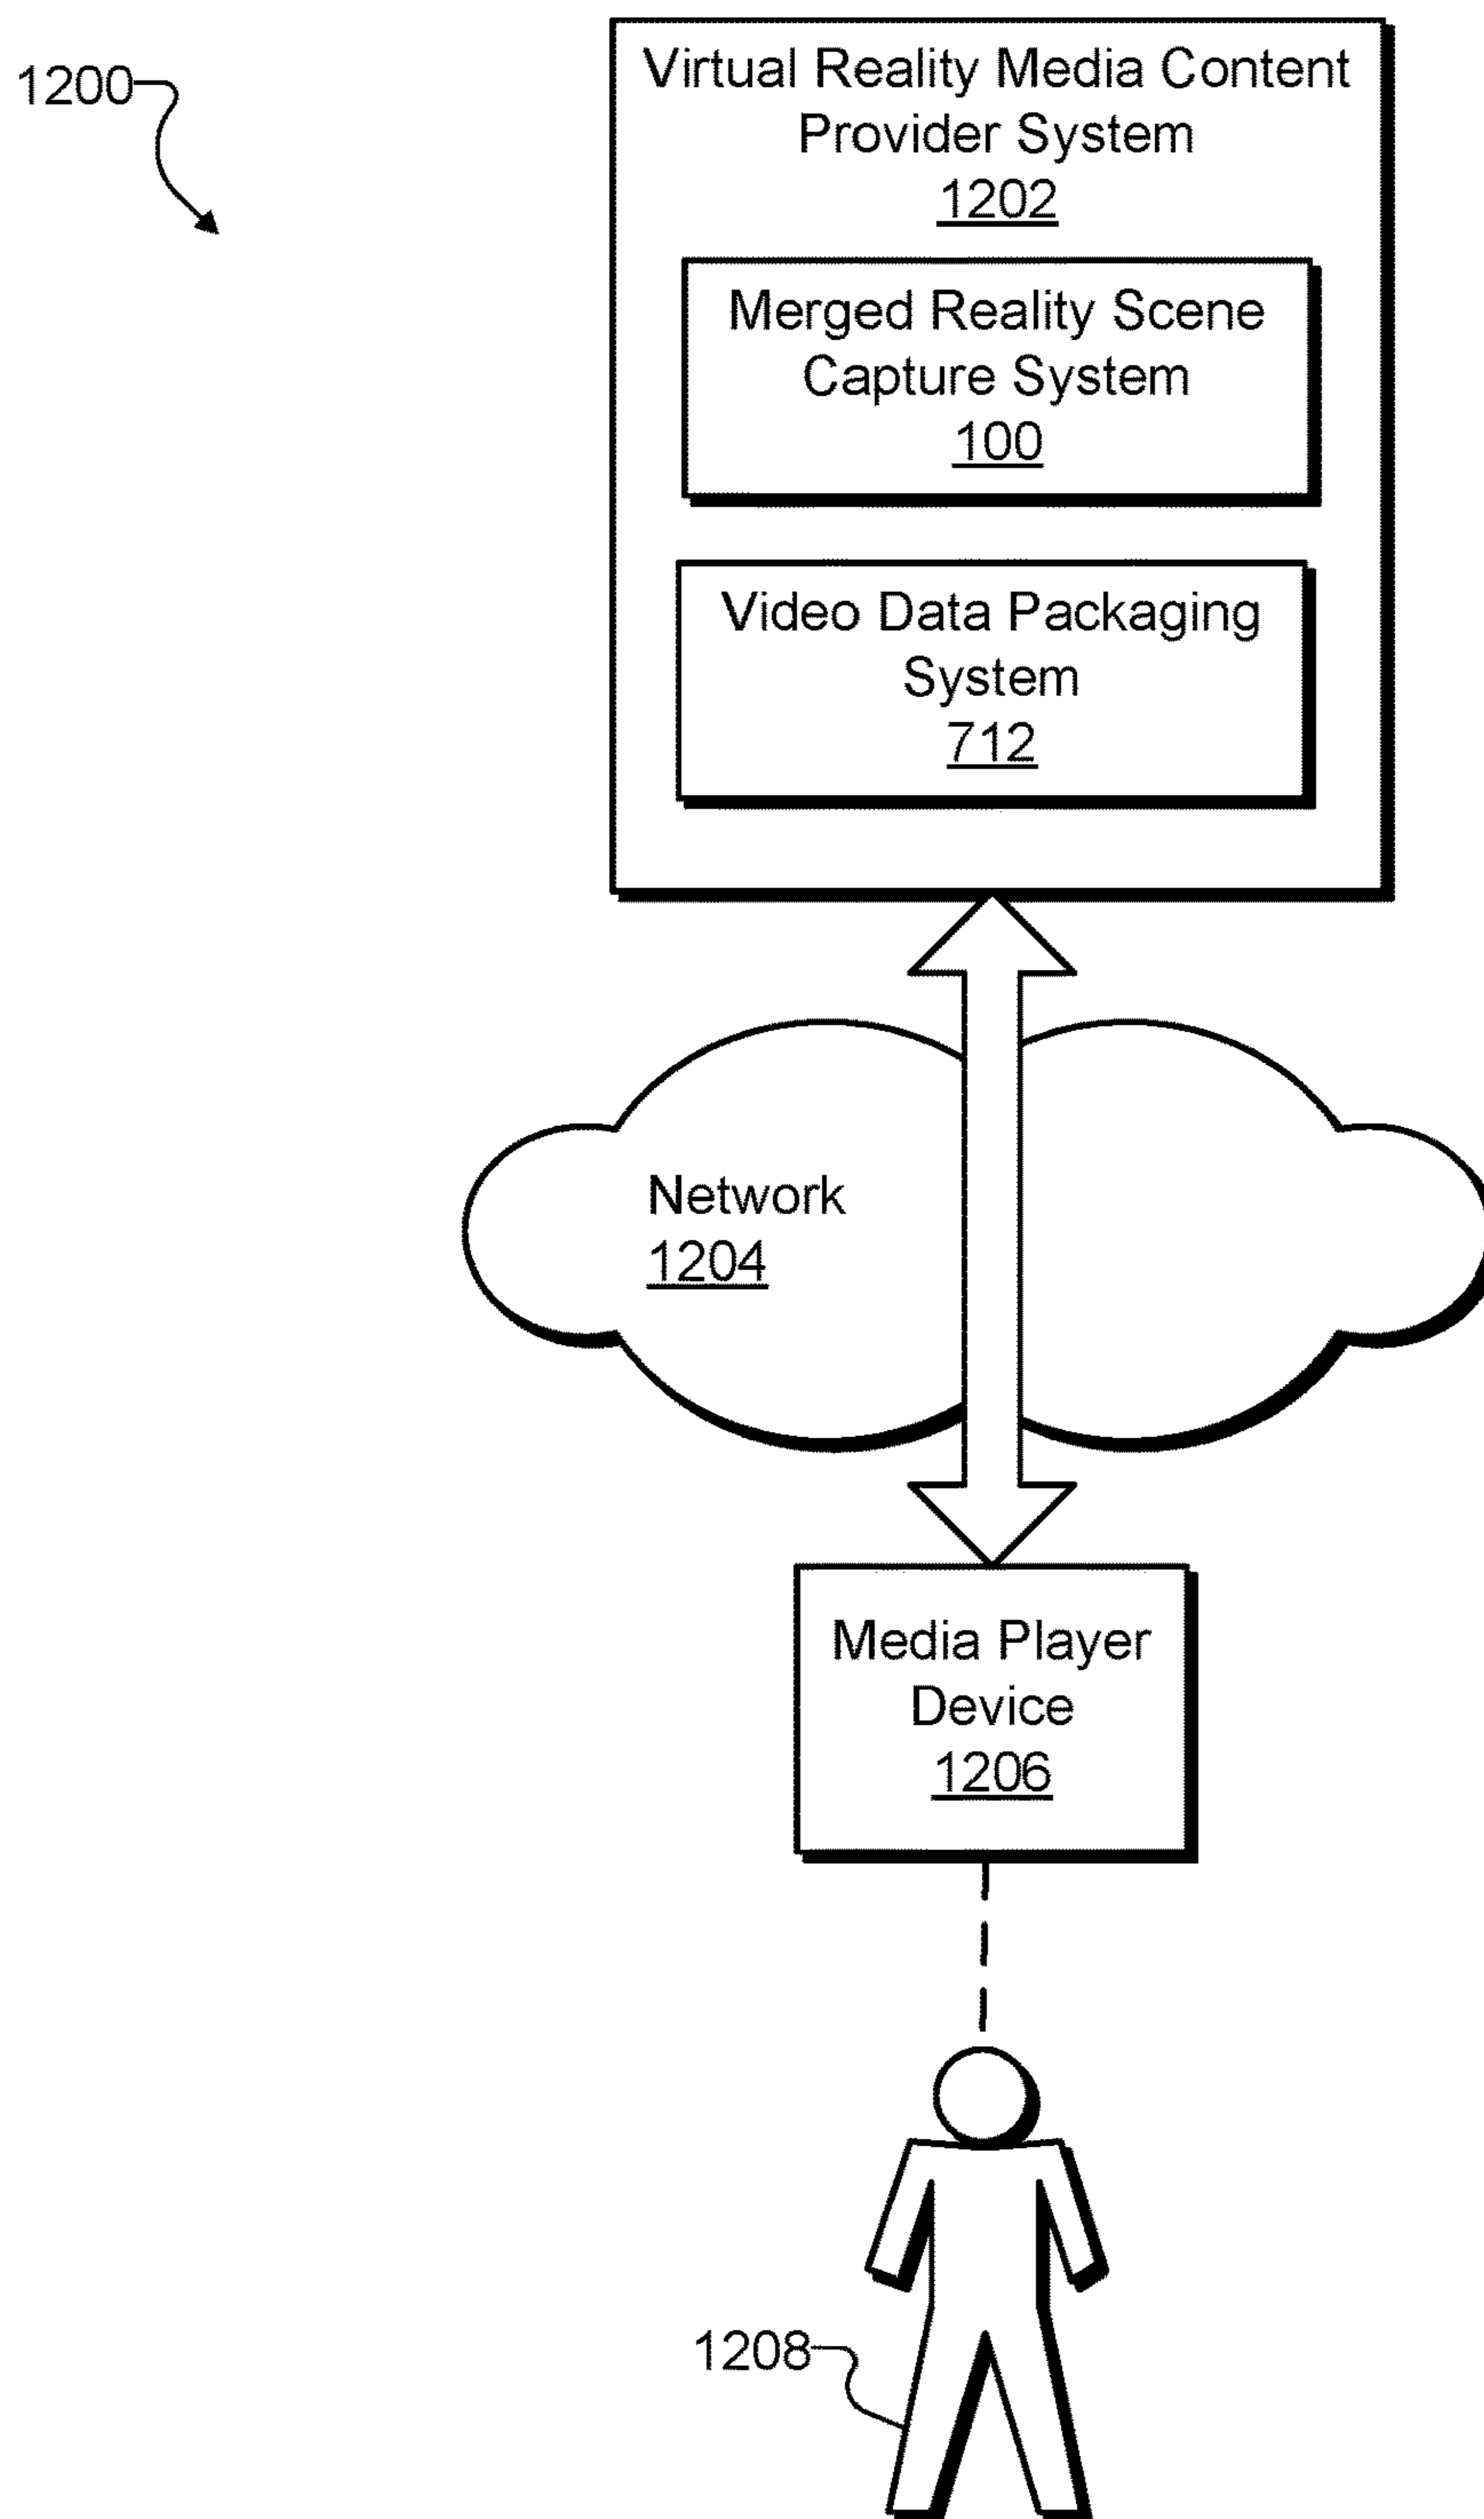 1200
Virtual Reality Media Content
Provider System
1202
Merged Reality Scene
Capture System
100
Video Data Packaging
System
712
Network
1204
Media Player
Device
1206
1208